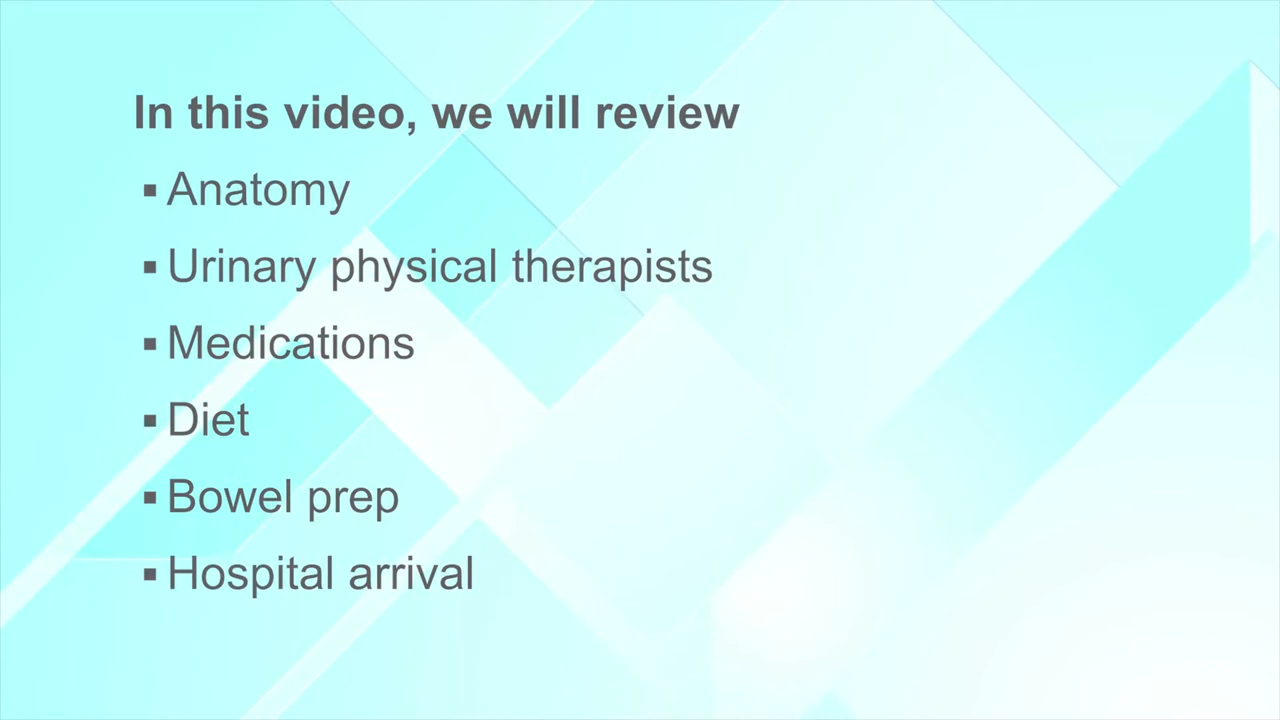 In this video, we will review
▪ Anatomy
▪ Urinary physical therapists
▪ Medications
▪ Diet
▪ Bowel prep
▪ Hospital arrival